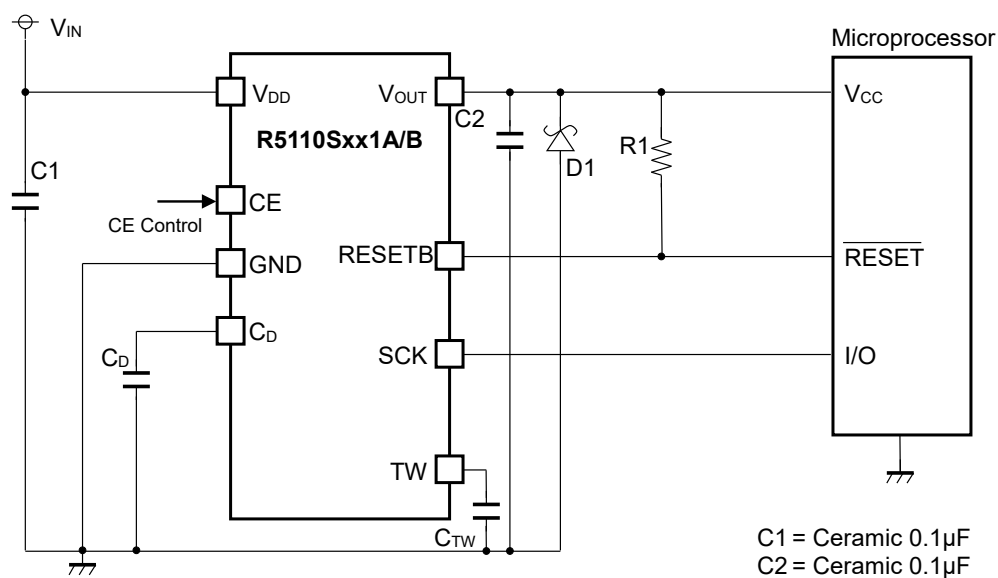 VIN
Microprocessor
VDD
VOUT
C2
VCC
R5110Sxx1A/B
C1
R1
D1
CE
CE Control
RESETB
RESET
GND
CD
CD
SCK
I/O
TW
CTW
C1 = Ceramic 0.1μF
C2 = Ceramic 0.1μF